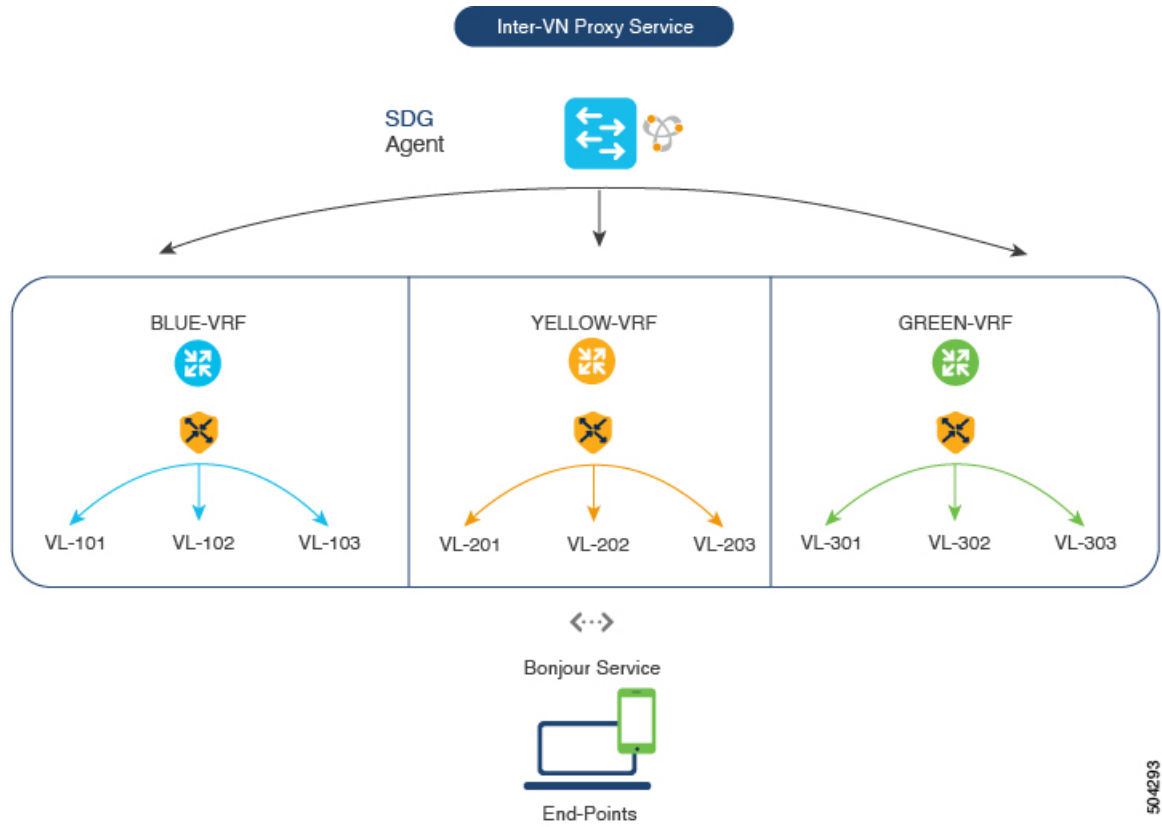 Inter-VN Proxy Service
SDG
Agent
BLUE-VRF
YELLOW-VRF
GREEN-VRF
VL-101
VL-102
VL-103
VL-201
VL-202
VL-203
VL-301
VL-302
VL-303
Bonjour Service
End-Points
504293